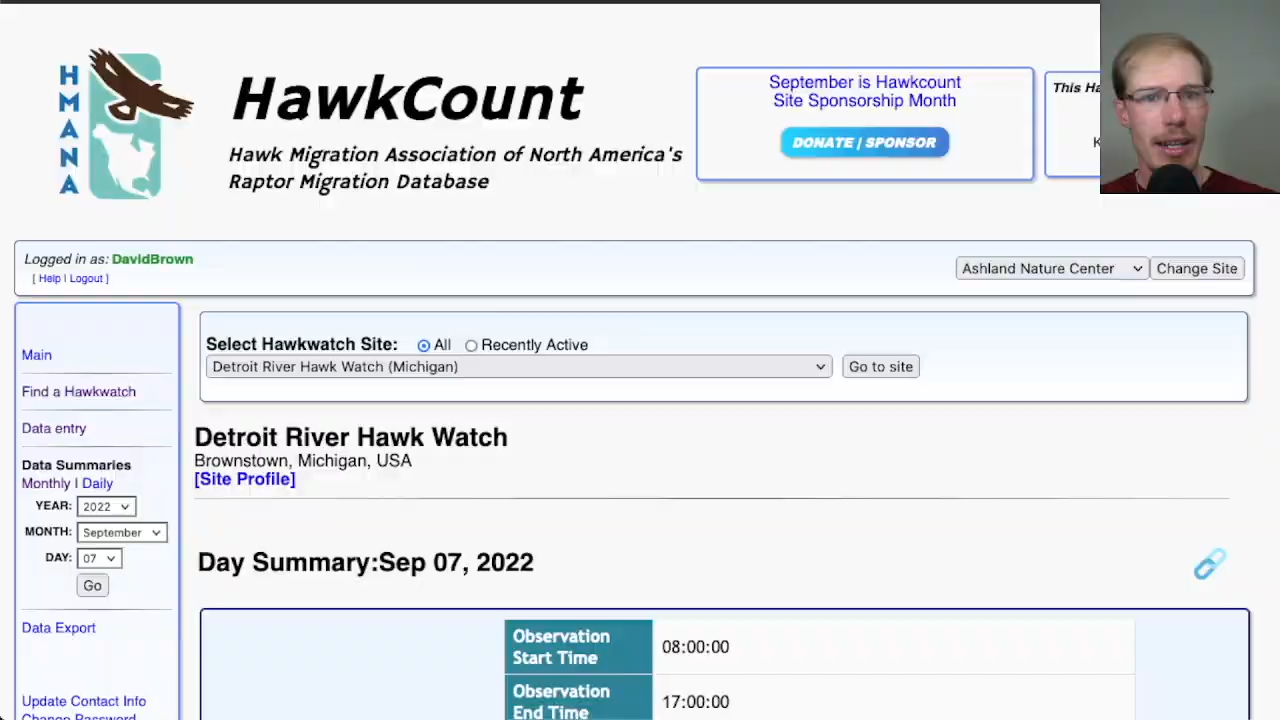 HMANA
HawkCount
Hawk Migration Association of North America's
Raptor Migration Database
September is Hawkcount
Site Sponsorship Month
DONATE / SPONSOR
This Ha
K
Logged in as: DavidBrown
[ Help | Logout ]
Ashland Nature Center
Change Site
Main
Find a Hawkwatch
Data entry
Data Summaries
Monthly | Daily
YEAR: 2022
MONTH: September
DAY: 07
Go
Data Export
Update Contact Info
Change Password
Select Hawkwatch Site: All Recently Active
Detroit River Hawk Watch (Michigan)
Go to site
Detroit River Hawk Watch
Brownstown, Michigan, USA
[Site Profile]
Day Summary:Sep 07, 2022
Observation
Start Time
08:00:00
Observation
End Time
17:00:00